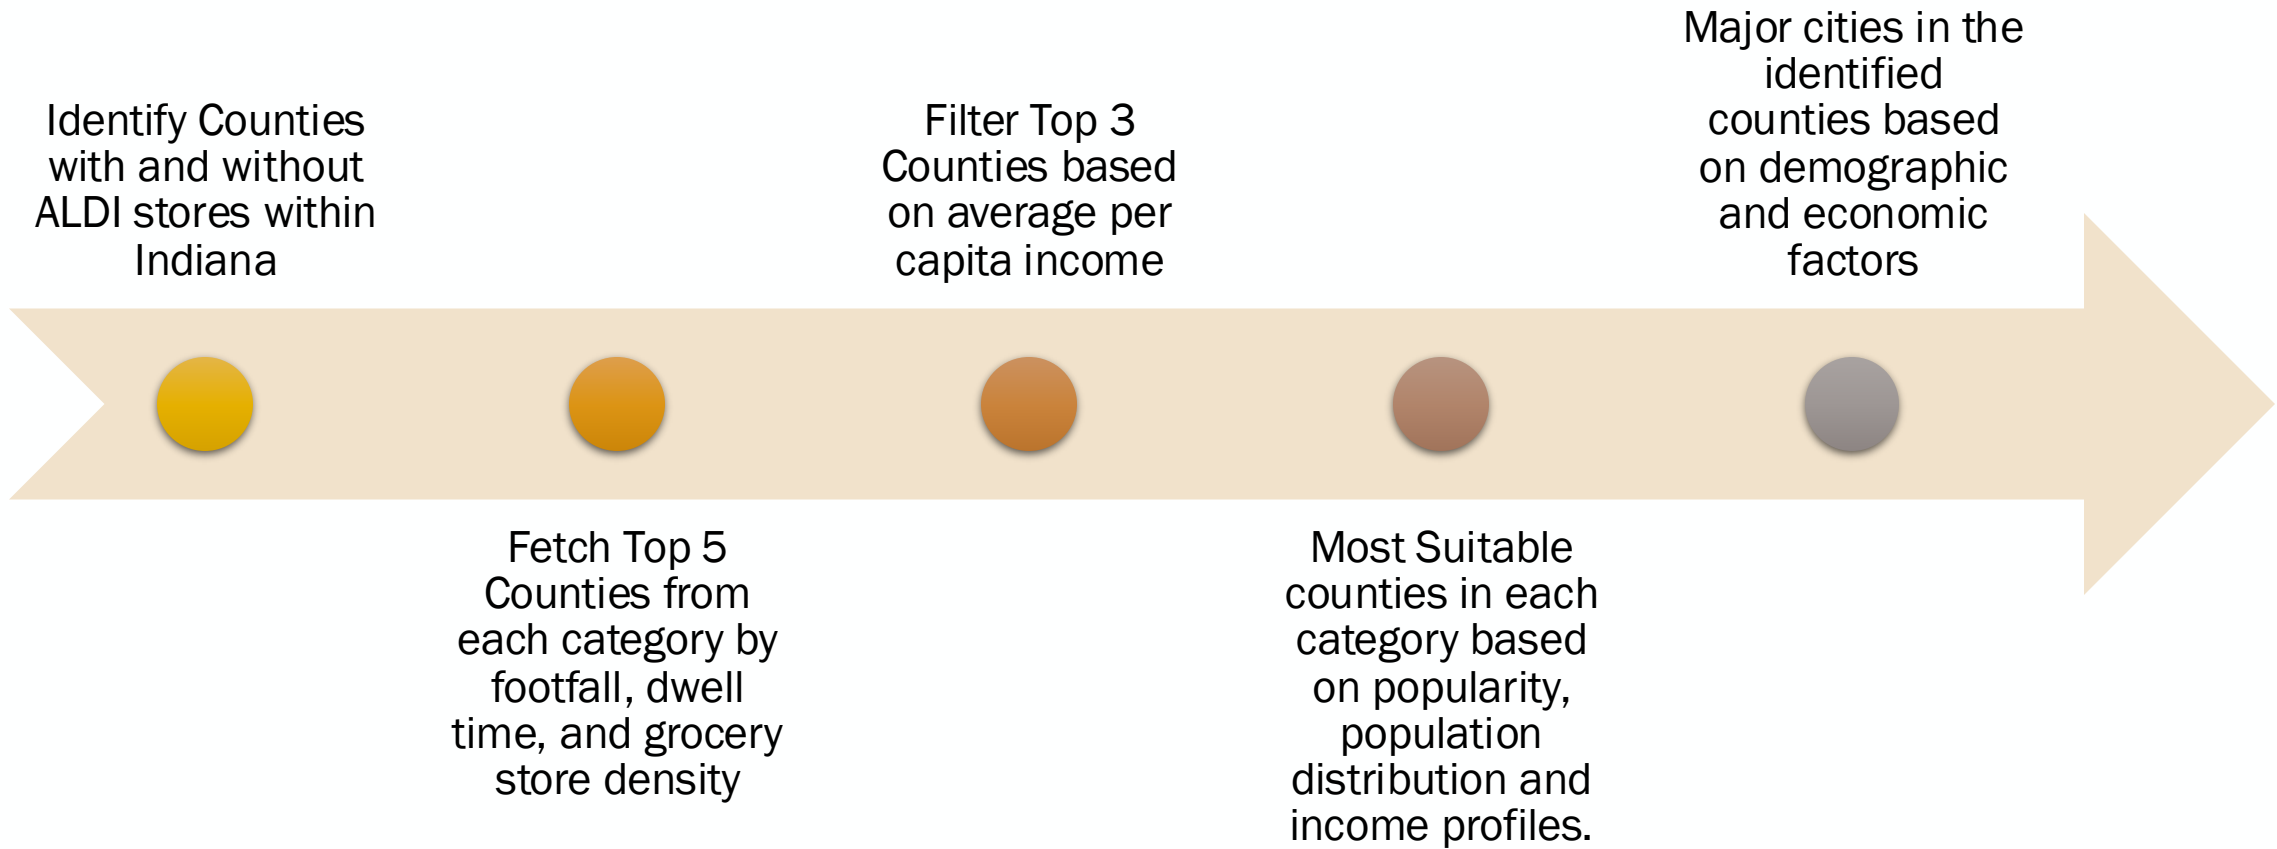 Identify Counties
with and without
ALDI stores within
Indiana
Fetch Top 5
Counties from
each category by
footfall, dwell
time, and grocery
store density
Filter Top 3
Counties based
on average per
capita income
Most Suitable
counties in each
category based
on popularity,
population
distribution and
income profiles.
Major cities in the
identified
counties based
on demographic
and economic
factors